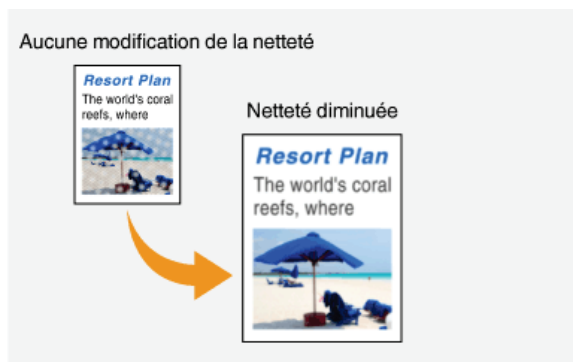 Aucune modification de la netteté
Resort Plan
The world's coral
reefs, where
Netteté diminuée
Resort Plan
The world's coral
reefs, where